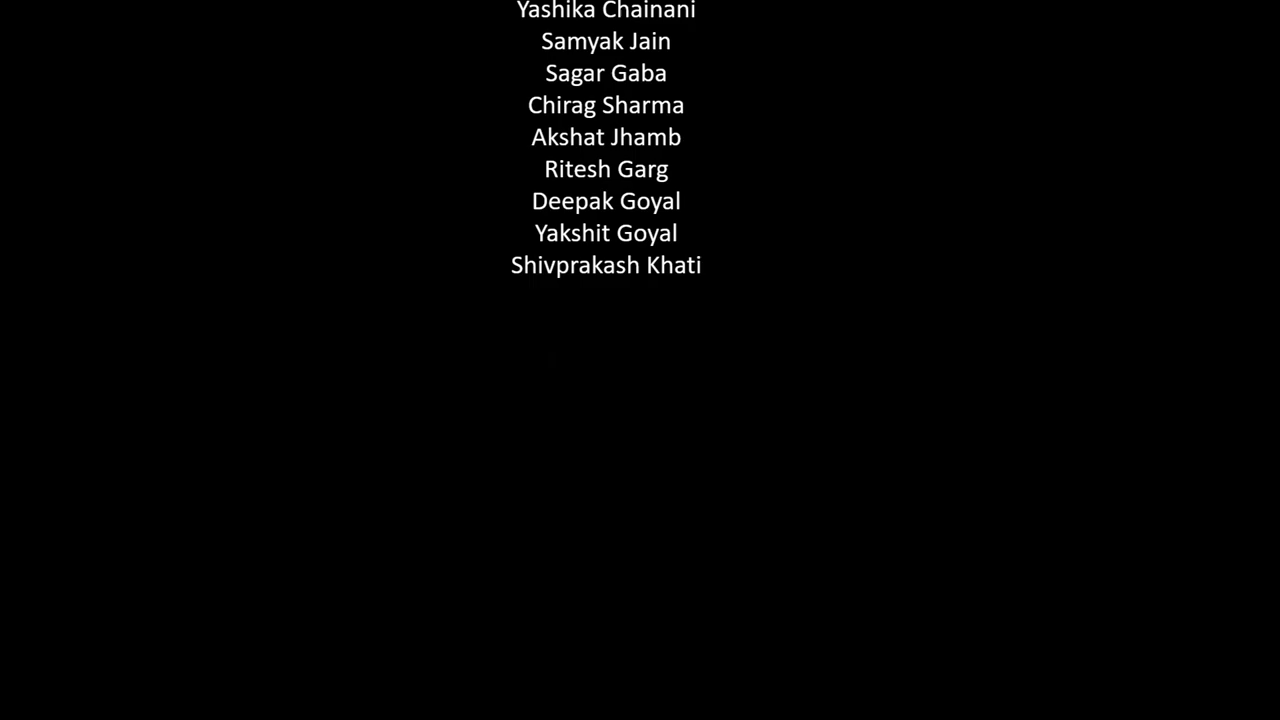 Yashika Chainani
Samyak Jain
Sagar Gaba
Chirag Sharma
Akshat Jhamb
Ritesh Garg
Deepak Goyal
Yakshit Goyal
Shivprakash Khati